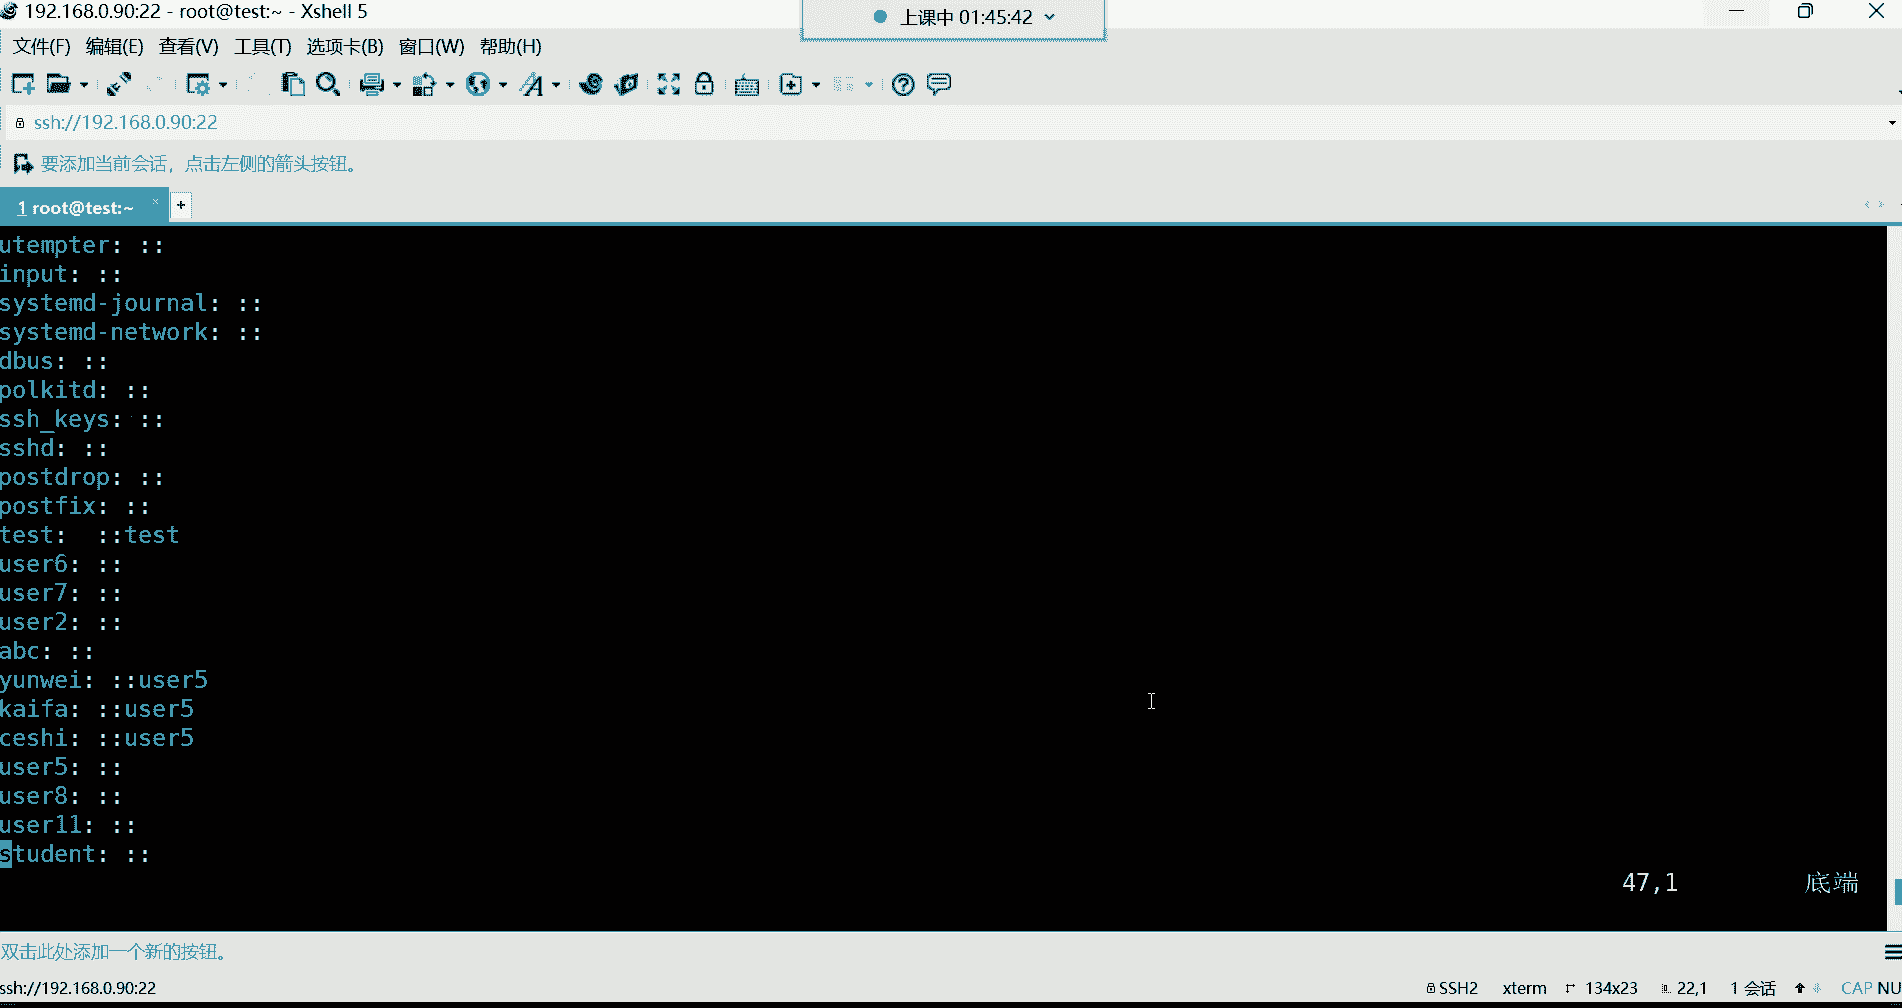 192.168.0.90:22 - root@test:~ - Xshell 5
上课中 01:45:42
文件(F) 编辑(E) 查看(V) 工具(T) 选项卡(B) 窗口(W) 帮助(H)
ssh://192.168.0.90:22
要添加当前会话，点击左侧的箭头按钮。
1 root@test:~ × +
utempter: ::
input: ::
systemd-journal: ::
systemd-network: ::
dbus: ::
polkitd: ::
ssh_keys: ::
sshd: ::
postdrop: ::
postfix: ::
test:  ::test
user6: ::
user7: ::
user2: ::
abc: ::
yunwei: ::user5
kaifa: ::user5
ceshi: ::user5
user5: ::
user8: ::
user11: ::
student: ::
47,1 底端
双击此处添加一个新的按钮。
ssh://192.168.0.90:22 SSH2 xterm 134x23 22,1 1 会话 CAP NU